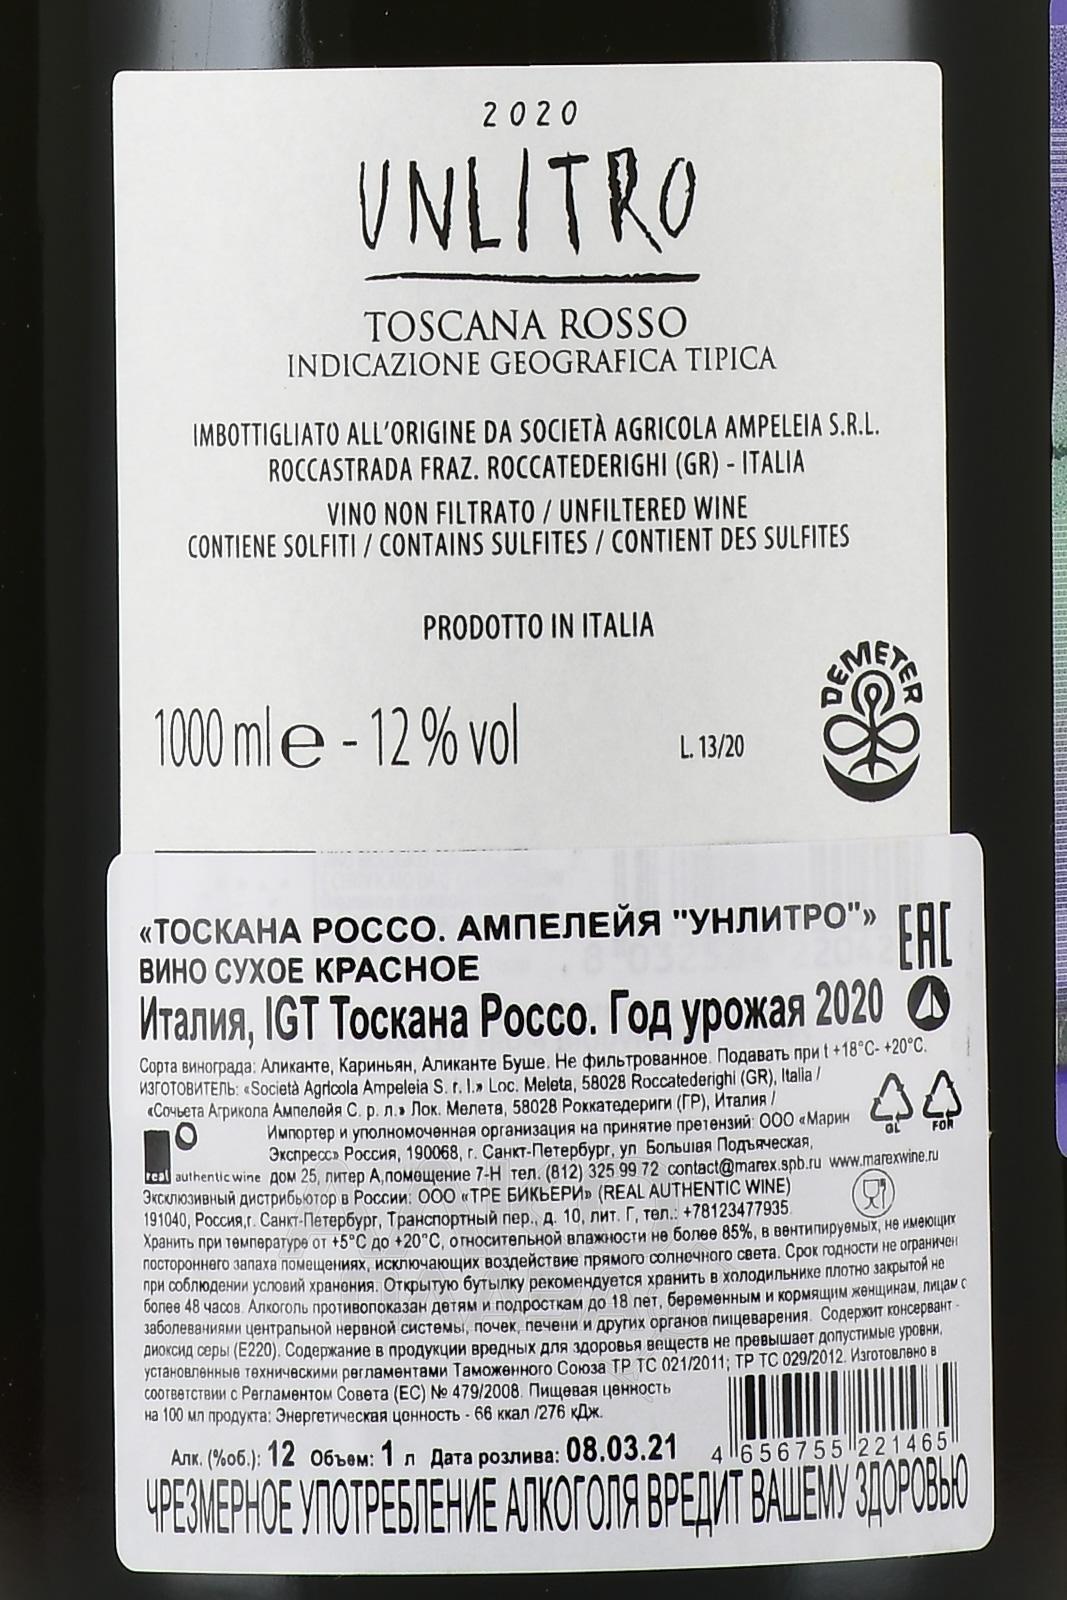 2020
UNLITRO
TOSCANA ROSSO
INDICAZIONE GEOGRAFICA TIPICA
IMBOTTIGLIATO ALL'ORIGINE DA SOCIETÀ AGRICOLA AMPELEIA S.R.L.
ROCCASTRADA FRAZ. ROCCATEDERIGHI (GR) - ITALIA
VINO NON FILTRATO / UNFILTERED WINE
CONTIENE SOLFITI / CONTAINS SULFITES / CONTIENT DES SULFITES
PRODOTTO IN ITALIA
1000 ml e - 12 % vol
L. 13/20
DEMETER
«ТОСКАНА РОССО. АМПЕЛЕЙЯ "УНЛИТРО"»
EAC
ВИНО СУХОЕ КРАСНОЕ
Италия, IGT Тоскана Россо. Год урожая 2020
Сорта винограда: Аликанте, Кариньян, Аликанте Буше. Не фильтрованное. Подавать при t +18°C- +20°C.
ИЗГОТОВИТЕЛЬ: «Società Agricola Ampeleia S. r. l.» Loc. Meleta, 58028 Roccatederighi (GR), Italia /
«Сочьета Агрикола Ампелейя С. р. л.» Лок. Мелета, 58028 Роккатедериги (ГР), Италия /
GL
FOR
Импортер и уполномоченная организация на принятие претензий: ООО «Марин
Экспресс» Россия, 190068, г. Санкт-Петербург, ул Большая Подъяческая,
real authentic wine
дом 25, литер А,помещение 7-Н тел. (812) 325 99 72 contact@marex.spb.ru www.marexwine.ru
Эксклюзивный дистрибьютор в России: ООО «ТРЕ БИКЬЕРИ» (REAL AUTHENTIC WINE)
191040, Россия,г. Санкт-Петербург, Транспортный пер., д. 10, лит. Г, тел.: +78123477935.
Хранить при температуре от +5°C до +20°C, относительной влажности не более 85%, в вентилируемых, не имеющих
постороннего запаха помещениях, исключающих воздействие прямого солнечного света. Срок годности не ограничен
при соблюдении условий хранения. Открытую бутылку рекомендуется хранить в холодильнике плотно закрытой не
более 48 часов. Алкоголь противопоказан детям и подросткам до 18 лет, беременным и кормящим женщинам, лицам с
заболеваниями центральной нервной системы, почек, печени и других органов пищеварения. Содержит консервант -
диоксид серы (E220). Содержание в продукции вредных для здоровья веществ не превышает допустимые уровни,
установленные техническими регламентами Таможенного Союза ТР ТС 021/2011; ТР ТС 029/2012. Изготовлено в
соответствии с Регламентом Совета (ЕС) № 479/2008. Пищевая ценность
на 100 мл продукта: Энергетическая ценность - 66 ккал /276 кДж.
Алк. (%об.): 12 Объем: 1 л Дата розлива: 08.03.21
4 656755 221465
ЧРЕЗМЕРНОЕ УПОТРЕБЛЕНИЕ АЛКОГОЛЯ ВРЕДИТ ВАШЕМУ ЗДОРОВЬЮ